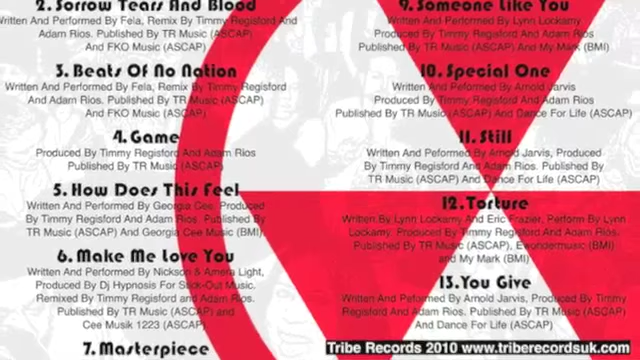 2. Sorrow Tears And Blood
Written And Performed By Fela, Remix By Timmy Regisford And
Adam Rios. Published By TR Music (ASCAP)
And FKO Music (ASCAP)
3. Beats Of No Nation
Written And Performed By Fela, Remix By Timmy Regisford
And Adam Rios. Published By TR Music (ASCAP)
And FKO Music (ASCAP)
4. Game
Produced By Timmy Regisford And Adam Rios
Published By TR Music (ASCAP)
5. How Does This Feel
Written And Peformed By Georgia Cee, Produced
By Timmy Regisford And Adam Rios. Published By
TR Music (ASCAP) and Georgia Cee Music (BMI)
6. Make Me Love You
Written And Performed By Nickson & Amera Light,
Produced By Dj Hypnosis For Slick-Out Music.
Remixed By Timmy Regisford and Adam Rios.
Published By TR Music (ASCAP) and
Cee Musik 1223 (ASCAP)
7. Masterpiece
9. Someone Like You
Written And Performed By Lynn Lockamy
Produced By Timmy Regisford And Adam Rios
Published By TR Music (ASCAP) And My Mark (BMI)
10. Special One
Written And Peformed By Arnold Jarvis
Produced By Timmy Regisford And Adam Rios
Published By TR Music (ASCAP) And Dance For Life (ASCAP)
11. Still
Written And Peformed By Arnold Jarvis, Produced
By Timmy Regisford And Adam Rios. Published By
TR Music (ASCAP) And Dance For Life (ASCAP)
12. Torture
Written By Lynn Lockamy And Eric Frazier, Perform By Lynn
Lockamy. Produced By Timmy Regisford And Adam Rios.
Published By TR Music (ASCAP), Ewondermusic (BMI)
and My Mark (BMI)
13. You Give
Written And Peformed By Arnold Jarvis, Produced By Timmy
Regisford And Adam Rios. Published By TR Music (ASCAP)
And Dance For Life (ASCAP)
Tribe Records 2010 www.triberecordsuk.com